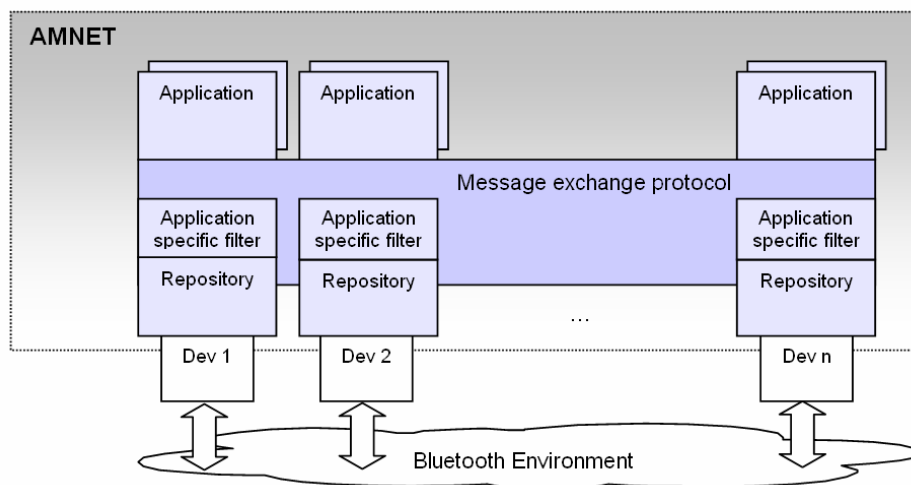 AMNET
Application
Application
Application
Message exchange protocol
Application
specific filter
Application
specific filter
Application
specific filter
Repository
Repository
Repository
...
Dev 1
Dev 2
Dev n
Bluetooth Environment